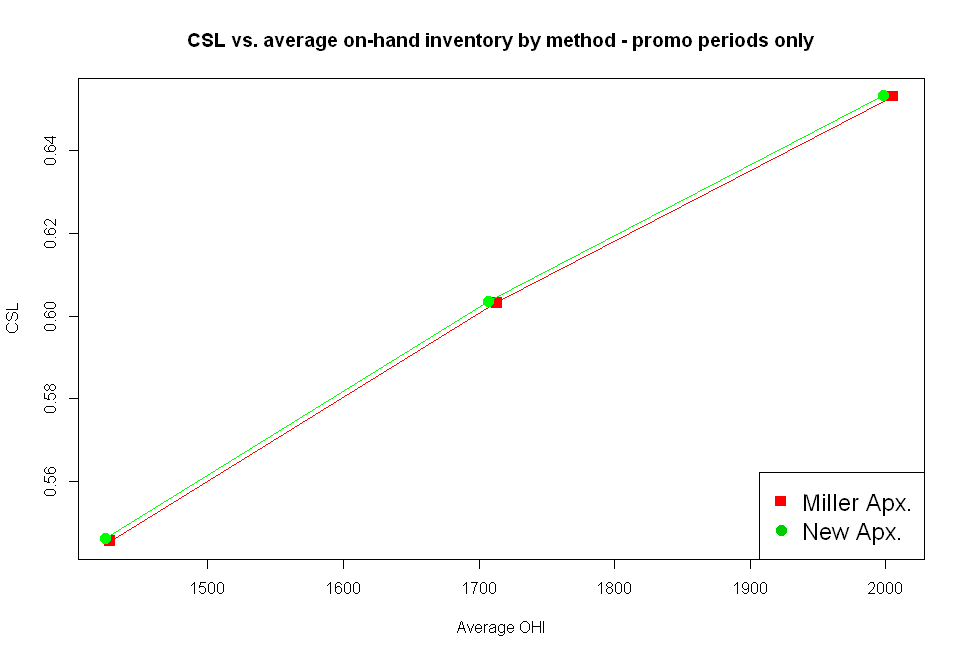 CSL vs. average on-hand inventory by method - promo periods only
CSL
0.64
0.62
0.60
0.58
0.56
Miller Apx.
New Apx.
1500 1600 1700 1800 1900 2000
Average OHI